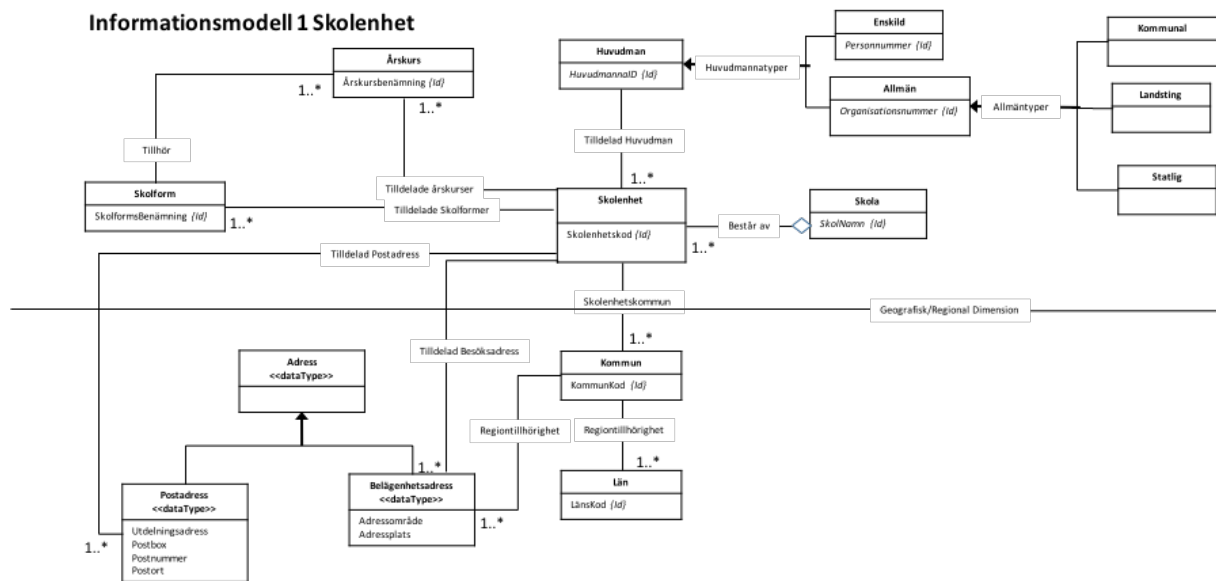 Informationsmodell 1 Skolenhet
Årskurs
Årskursbenämning {Id}
1..*
1..*
Tillhör
Skolform
SkolformsBenämning {Id}
1..*
Tilldelade årskurser
Tilldelade Skolformer
Huvudman
HuvudmannaID {Id}
Huvudmannatyper
Enskild
Personnummer {Id}
Allmän
Organisationsnummer {Id}
Allmäntyper
Kommunal
Landsting
Statlig
Tilldelad Huvudman
1..*
Skolenhet
Skolenhetskod {Id}
1..*
Består av
Skola
SkolNamn {Id}
Tilldelad Postadress
Skolenhetskommun
Geografisk/Regional Dimension
1..*
Tilldelad Besöksadress
Adress
<<dataType>>
Kommun
KommunKod {Id}
Regiontillhörighet
Regiontillhörighet
1..*
1..*
Län
LänsKod {Id}
Postadress
<<dataType>>
Utdelningsadress
Postbox
Postnummer
Postort
1..*
Belägenhetsadress
<<dataType>>
Adressområde
Adressplats
1..*